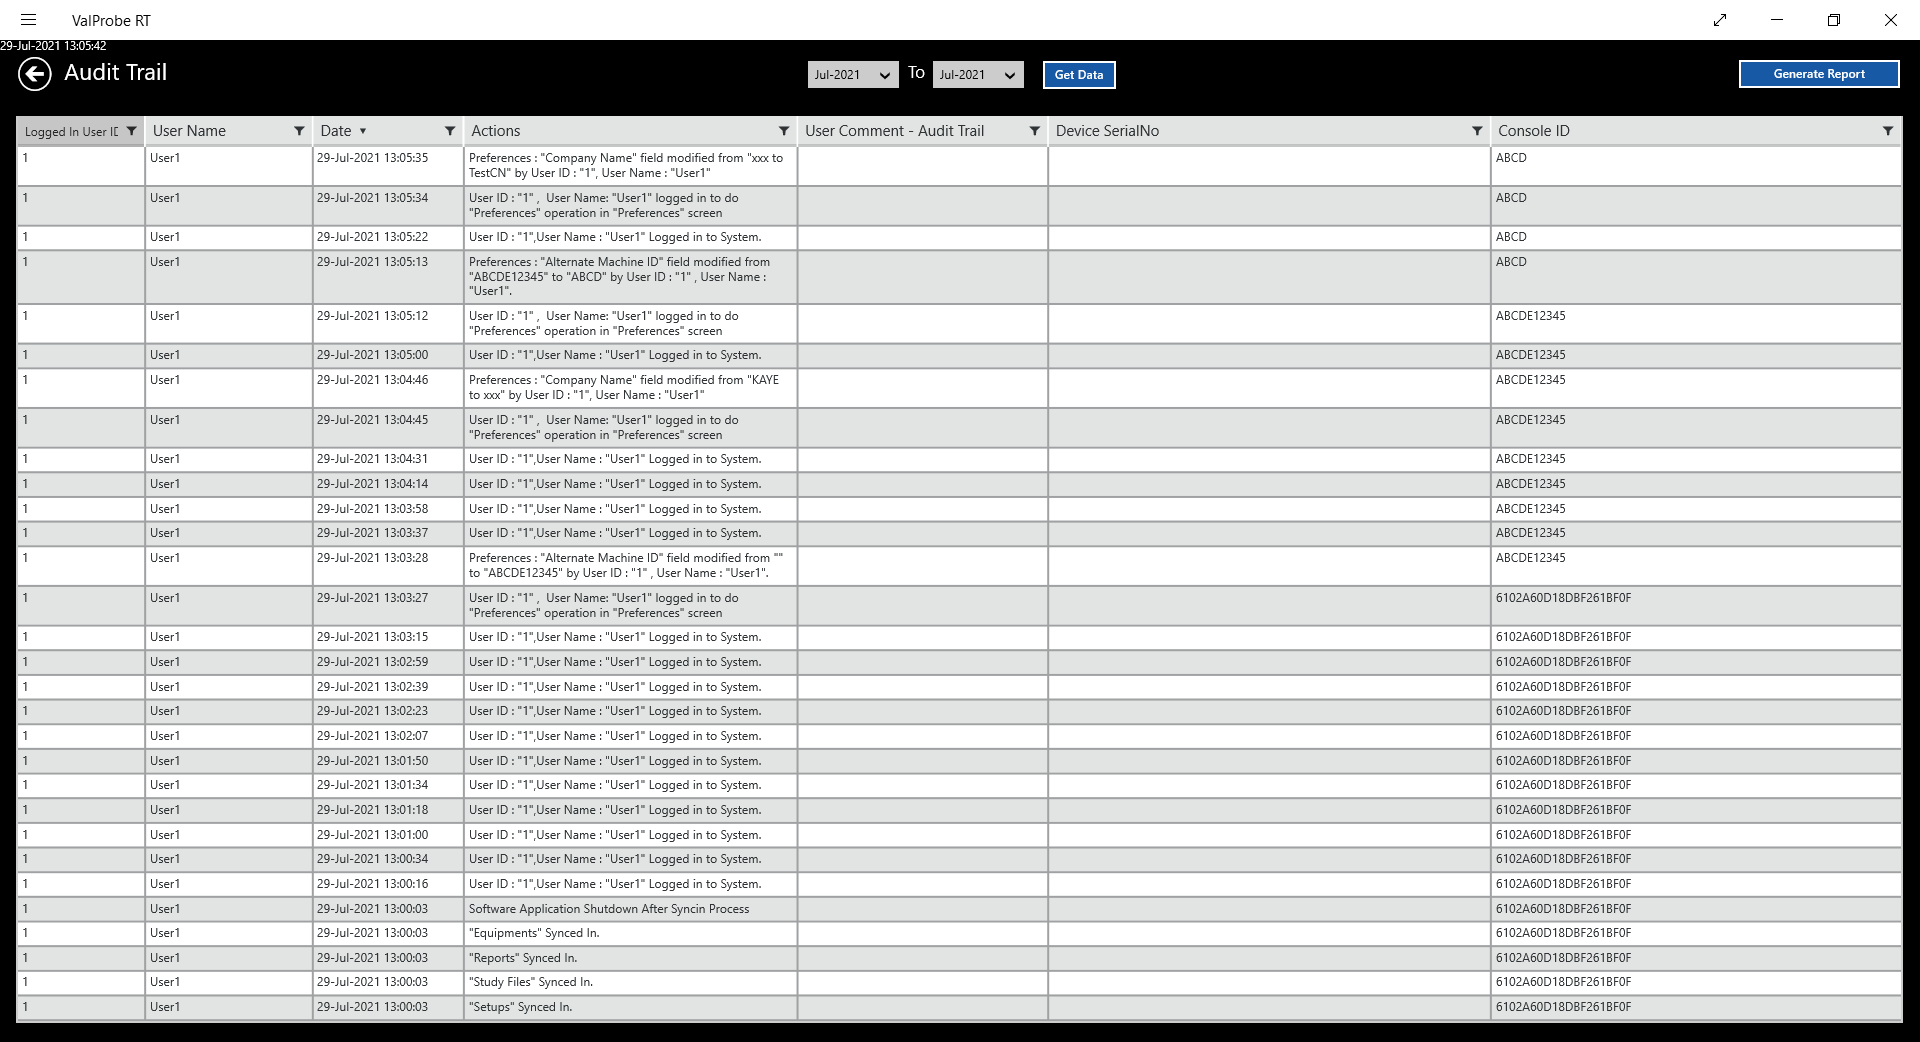 ValProbe RT
29-Jul-2021 13:05:42
Audit Trail
Jul-2021 To Jul-2021 Get Data Generate Report
Logged In User ID User Name Date Actions User Comment - Audit Trail Device SerialNo Console ID
1 User1 29-Jul-2021 13:05:35 Preferences : "Company Name" field modified from "xxx to ABCD
TestCN" by User ID : "1", User Name : "User1"
1 User1 29-Jul-2021 13:05:34 User ID : "1" ,  User Name: "User1" logged in to do ABCD
"Preferences" operation in "Preferences" screen
1 User1 29-Jul-2021 13:05:22 User ID : "1",User Name : "User1" Logged in to System. ABCD
1 User1 29-Jul-2021 13:05:13 Preferences : "Alternate Machine ID" field modified from ABCD
"ABCDE12345" to "ABCD" by User ID : "1" , User Name :
"User1".
1 User1 29-Jul-2021 13:05:12 User ID : "1" ,  User Name: "User1" logged in to do ABCDE12345
"Preferences" operation in "Preferences" screen
1 User1 29-Jul-2021 13:05:00 User ID : "1",User Name : "User1" Logged in to System. ABCDE12345
1 User1 29-Jul-2021 13:04:46 Preferences : "Company Name" field modified from "KAYE ABCDE12345
to xxx" by User ID : "1", User Name : "User1"
1 User1 29-Jul-2021 13:04:45 User ID : "1" ,  User Name: "User1" logged in to do ABCDE12345
"Preferences" operation in "Preferences" screen
1 User1 29-Jul-2021 13:04:31 User ID : "1",User Name : "User1" Logged in to System. ABCDE12345
1 User1 29-Jul-2021 13:04:14 User ID : "1",User Name : "User1" Logged in to System. ABCDE12345
1 User1 29-Jul-2021 13:03:58 User ID : "1",User Name : "User1" Logged in to System. ABCDE12345
1 User1 29-Jul-2021 13:03:37 User ID : "1",User Name : "User1" Logged in to System. ABCDE12345
1 User1 29-Jul-2021 13:03:28 Preferences : "Alternate Machine ID" field modified from "" ABCDE12345
to "ABCDE12345" by User ID : "1" , User Name : "User1".
1 User1 29-Jul-2021 13:03:27 User ID : "1" ,  User Name: "User1" logged in to do 6102A60D18DBF261BF0F
"Preferences" operation in "Preferences" screen
1 User1 29-Jul-2021 13:03:15 User ID : "1",User Name : "User1" Logged in to System. 6102A60D18DBF261BF0F
1 User1 29-Jul-2021 13:02:59 User ID : "1",User Name : "User1" Logged in to System. 6102A60D18DBF261BF0F
1 User1 29-Jul-2021 13:02:39 User ID : "1",User Name : "User1" Logged in to System. 6102A60D18DBF261BF0F
1 User1 29-Jul-2021 13:02:23 User ID : "1",User Name : "User1" Logged in to System. 6102A60D18DBF261BF0F
1 User1 29-Jul-2021 13:02:07 User ID : "1",User Name : "User1" Logged in to System. 6102A60D18DBF261BF0F
1 User1 29-Jul-2021 13:01:50 User ID : "1",User Name : "User1" Logged in to System. 6102A60D18DBF261BF0F
1 User1 29-Jul-2021 13:01:34 User ID : "1",User Name : "User1" Logged in to System. 6102A60D18DBF261BF0F
1 User1 29-Jul-2021 13:01:18 User ID : "1",User Name : "User1" Logged in to System. 6102A60D18DBF261BF0F
1 User1 29-Jul-2021 13:01:00 User ID : "1",User Name : "User1" Logged in to System. 6102A60D18DBF261BF0F
1 User1 29-Jul-2021 13:00:34 User ID : "1",User Name : "User1" Logged in to System. 6102A60D18DBF261BF0F
1 User1 29-Jul-2021 13:00:16 User ID : "1",User Name : "User1" Logged in to System. 6102A60D18DBF261BF0F
1 User1 29-Jul-2021 13:00:03 Software Application Shutdown After Syncin Process 6102A60D18DBF261BF0F
1 User1 29-Jul-2021 13:00:03 "Equipments" Synced In. 6102A60D18DBF261BF0F
1 User1 29-Jul-2021 13:00:03 "Reports" Synced In. 6102A60D18DBF261BF0F
1 User1 29-Jul-2021 13:00:03 "Study Files" Synced In. 6102A60D18DBF261BF0F
1 User1 29-Jul-2021 13:00:03 "Setups" Synced In. 6102A60D18DBF261BF0F